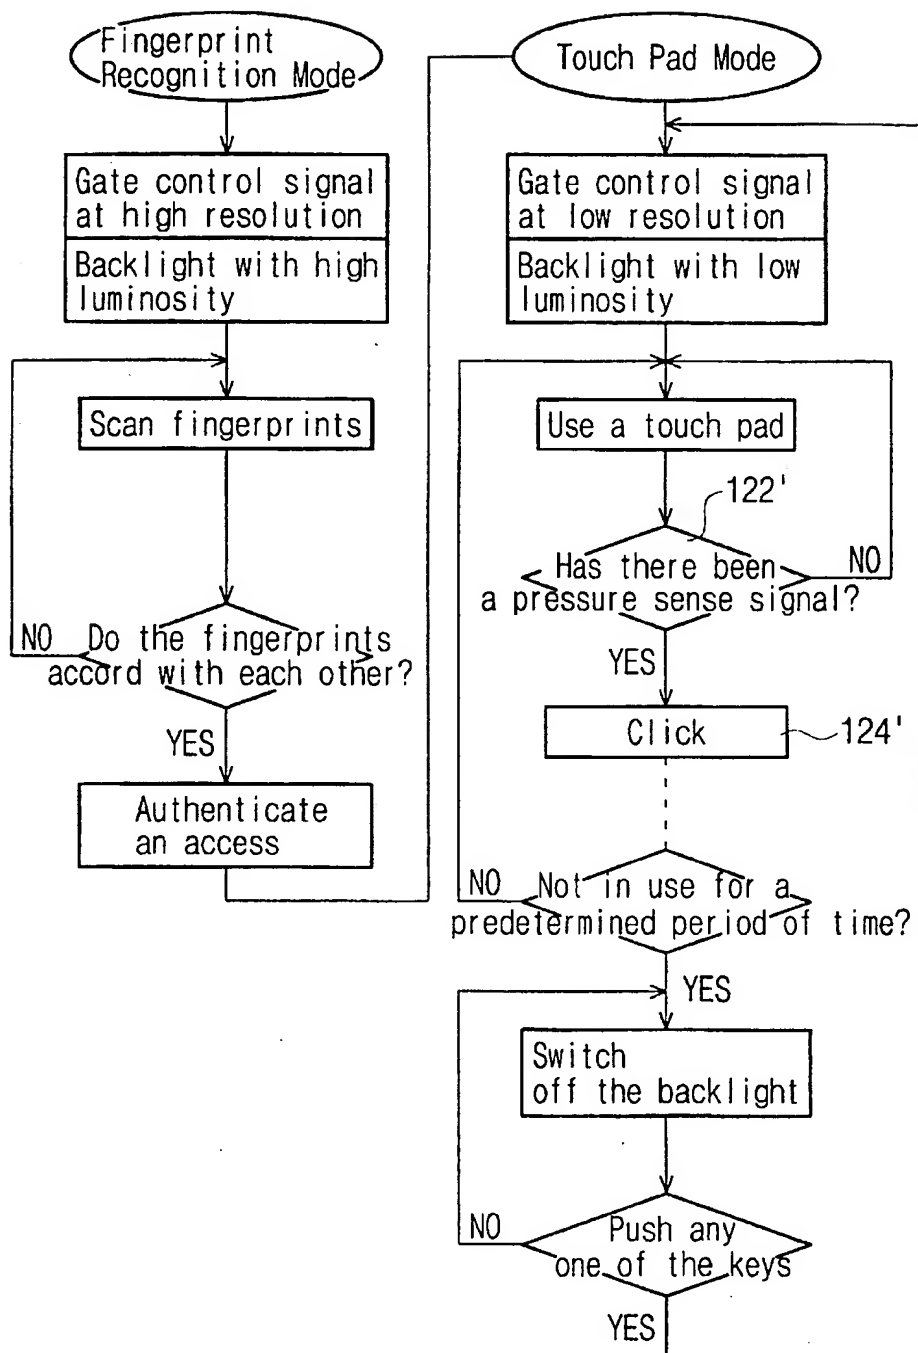 Fingerprint
Recognition Mode
Gate control signal
at high resolution
Backlight with high
luminosity
Scan fingerprints
NO
Do the fingerprints
accord with each other?
YES
Authenticate
an access
Touch Pad Mode
Gate control signal
at low resolution
Backlight with low
luminosity
Use a touch pad
122'
Has there been
a pressure sense signal?
NO
YES
Click
124'
NO
Not in use for a
predetermined period of time?
YES
Switch
off the backlight
NO
Push any
one of the keys
YES